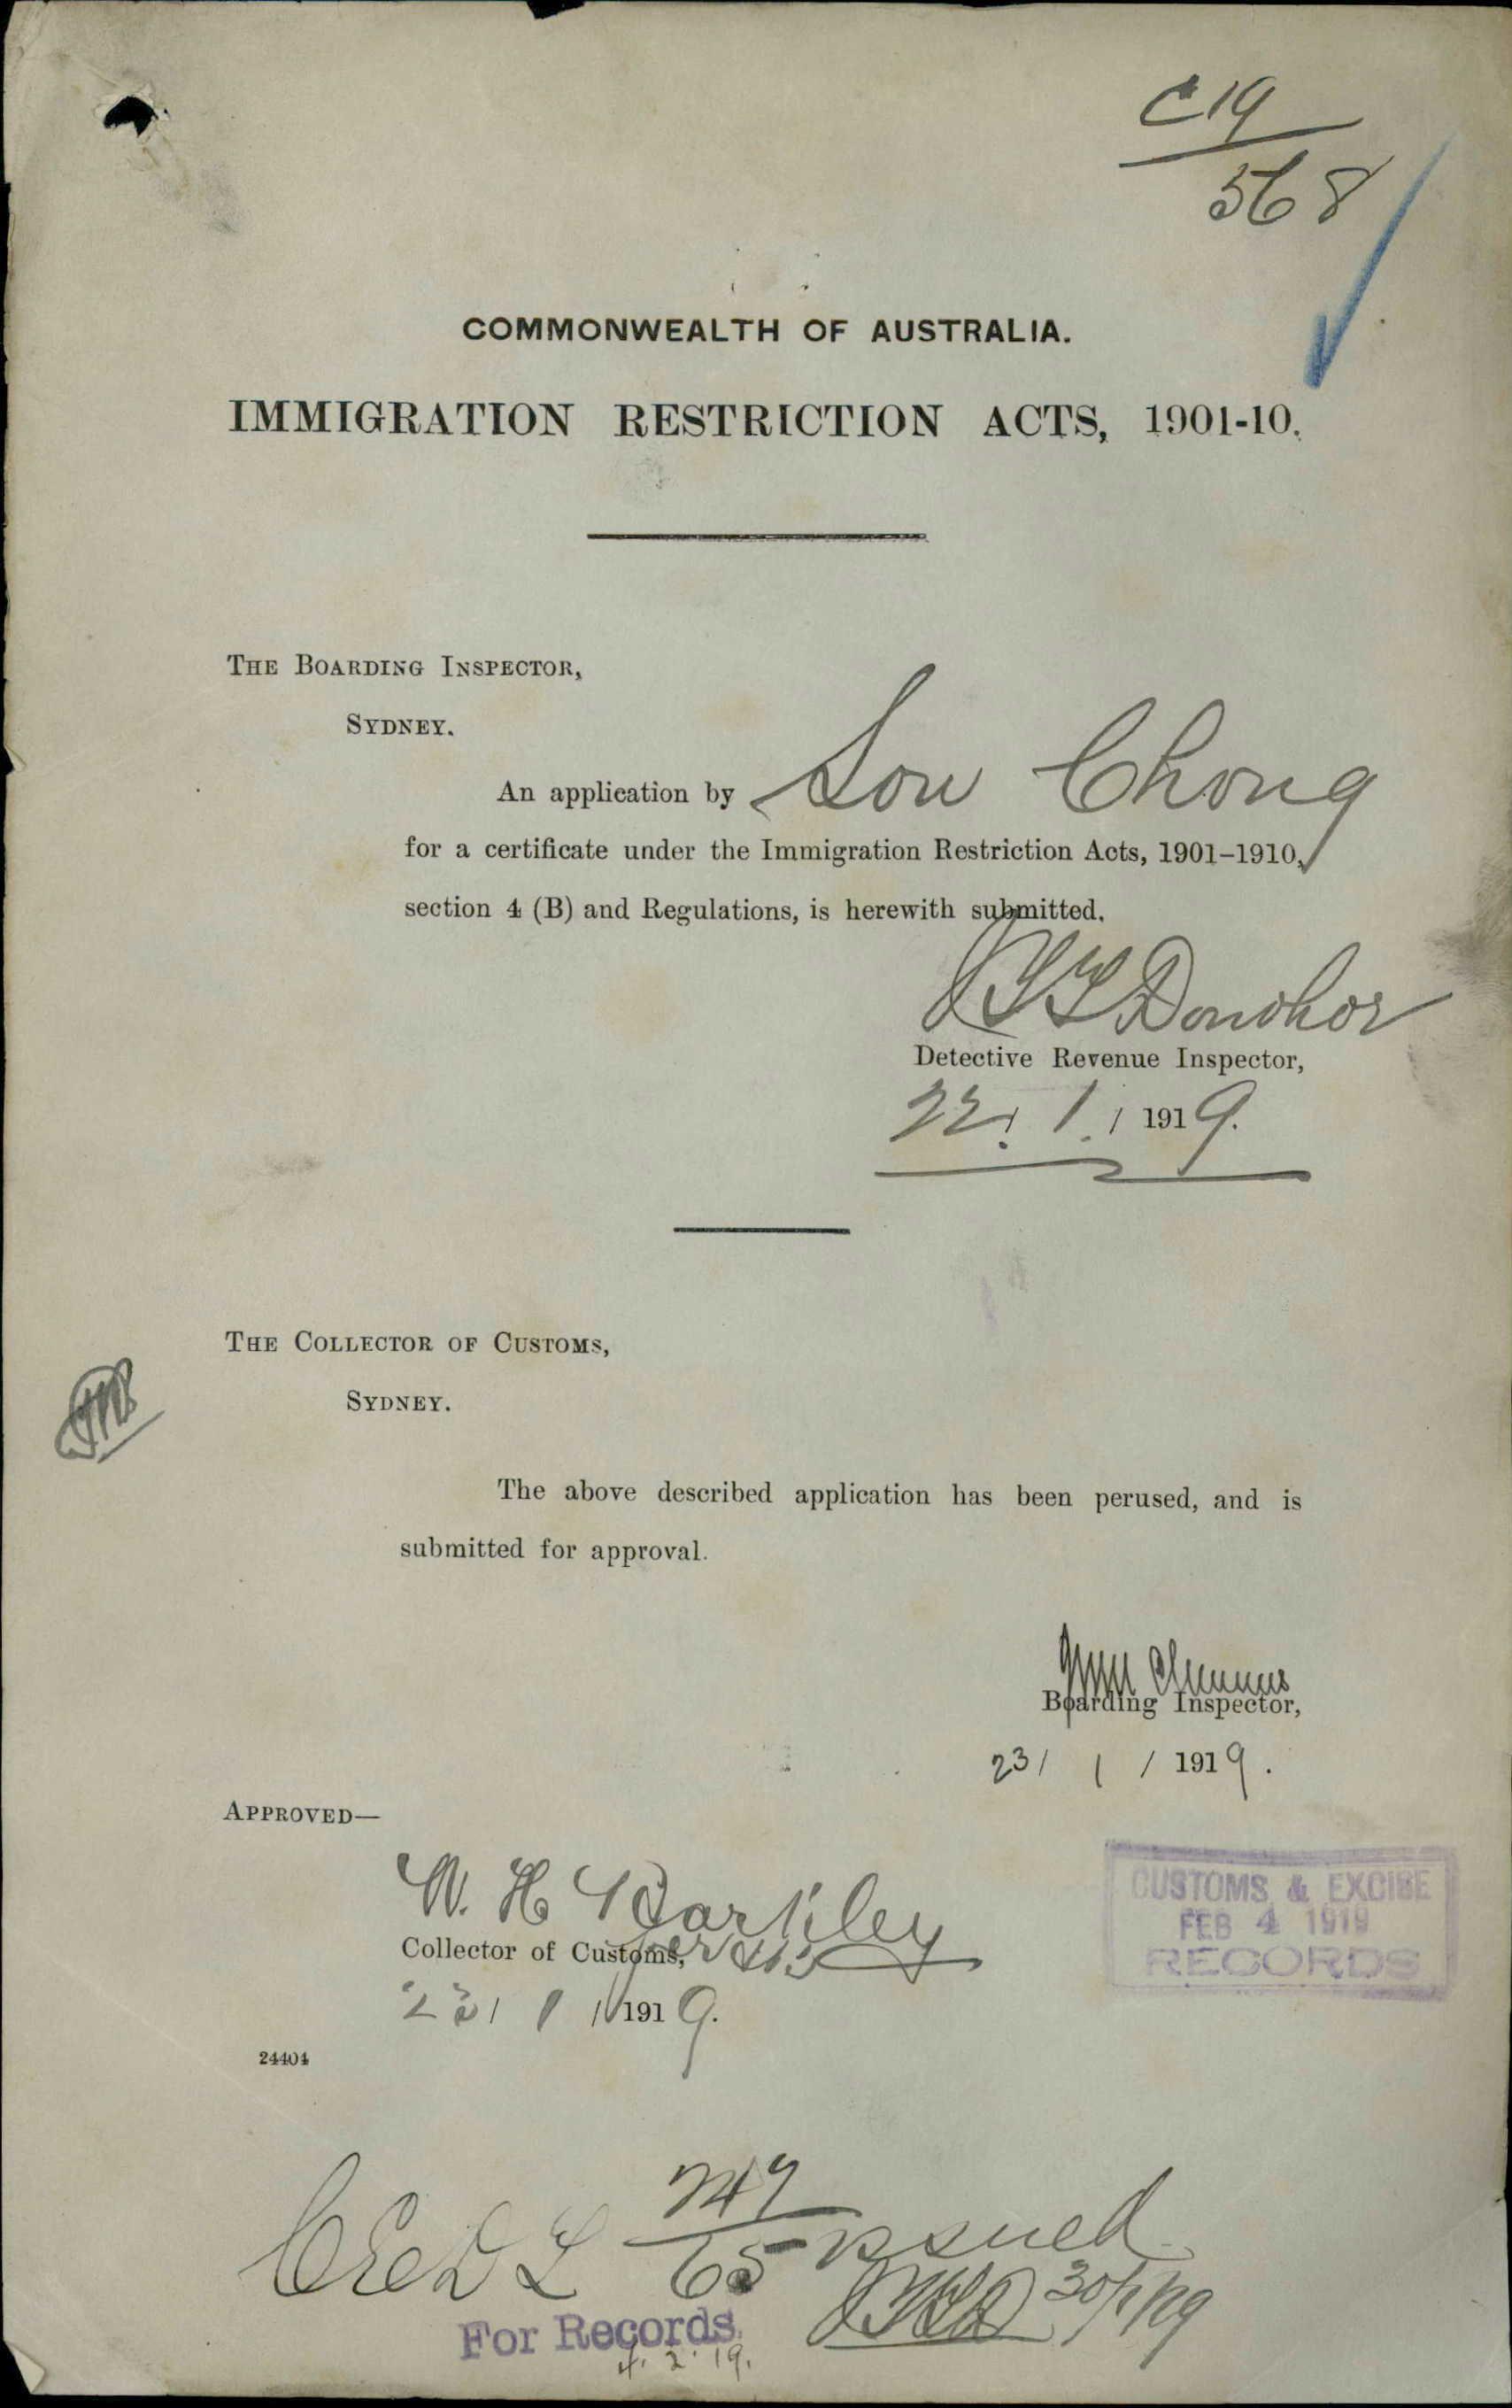 C19
568
COMMONWEALTH OF AUSTRALIA.
IMMIGRATION RESTRICTION ACTS, 1901-10.
THE BOARDING INSPECTOR,
SYDNEY.
An application by Sow Chong
for a certificate under the Immigration Restriction Acts, 1901-1910,
section 4 (B) and Regulations, is herewith submitted.
Donohoe
Detective Revenue Inspector,
22/1/1919.
THE COLLECTOR OF CUSTOMS,
SYDNEY.
The above described application has been perused, and is
submitted for approval.
Boarding Inspector,
23/1/1919.
APPROVED—
W. H. Barkley
Collector of Customs,
23/1/1919.
CUSTOMS & EXCISE
FEB 4 1919
RECORDS
24404
65 issued
30/1/19
For Records
4.2.19.